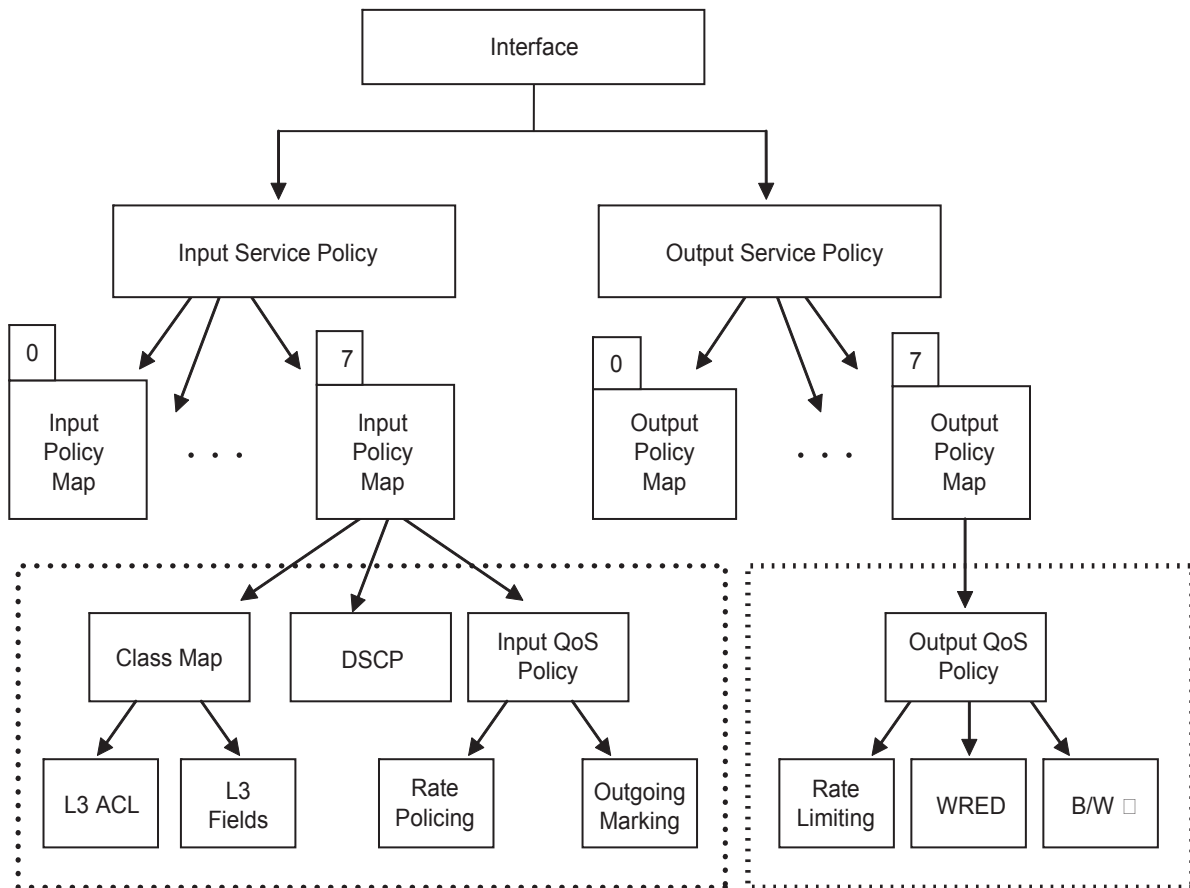 Interface
Input Service Policy
Output Service Policy
0
Input
Policy
Map
. . .
7
Input
Policy
Map
0
Output
Policy
Map
. . .
7
Output
Policy
Map
Class Map
DSCP
Input QoS
Policy
Output QoS
Policy
L3 ACL
L3
Fields
Rate
Policing
Outgoing
Marking
Rate
Limiting
WRED
B/W □